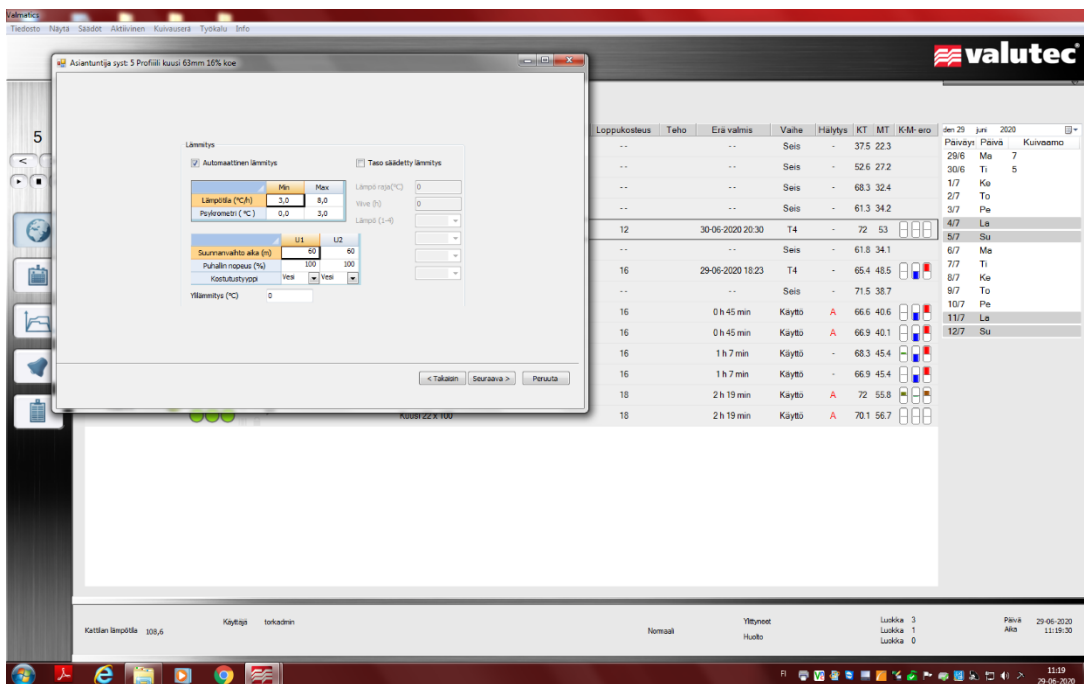 Valmatics
Tiedosto Näytä Säädöt Aktiivinen Kuivauserä Työkalu Info
valutec
Asiantuntija syst: 5 Profiili kuusi 63mm 16% koe
Lämmitys
Automaattinen lämmitys
Taso säädetty lämmitys
Min Max
Lämpötila (°C/h) 3,0 8,0
Psykrometri ( °C ) 0,0 3,0
Lämpö raja(°C) 0
Viive (h) 0
Lämpö (1-4)
U1 U2
Suunnanvaihto aika (m) 60 60
Puhallin nopeus (%) 100 100
Kostutustyyppi Vesi Vesi
Ylilämmitys (°C) 0
< Takaisin Seuraava > Peruuta
5
<
Loppukosteus Teho Erä valmis Vaihe Hälytys KT MT K-M- ero
-- -- Seis - 37.5 22.3
-- -- Seis - 52.6 27.2
-- -- Seis - 68.3 32.4
-- -- Seis - 61.3 34.2
12 30-06-2020 20:30 T4 - 72 53
-- -- Seis - 61.8 34.1
16 29-06-2020 18:23 T4 - 65.4 48.5
-- -- Seis - 71.5 38.7
16 0 h 45 min Käyttö A 66.6 40.6
16 0 h 45 min Käyttö A 66.9 40.1
16 1 h 7 min Käyttö - 68.3 45.4
16 1 h 7 min Käyttö - 66.9 45.4
18 2 h 19 min Käyttö A 72 55.8
Kuusi 22 x 100 18 2 h 19 min Käyttö A 70.1 56.7
den 29 juni 2020
Päiväys Päivä Kuivaamo
29/6 Ma 7
30/6 Ti 5
1/7 Ke
2/7 To
3/7 Pe
4/7 La
5/7 Su
6/7 Ma
7/7 Ti
8/7 Ke
9/7 To
10/7 Pe
11/7 La
12/7 Su
Kattilan lämpötila 108,6
Käyttäjä torkadmin
Normaali
Ylittyneet
Huolto
Luokka 3
Luokka 1
Luokka 0
Päivä 29-06-2020
Aika 11:19:30
FI
11:19
29-06-2020